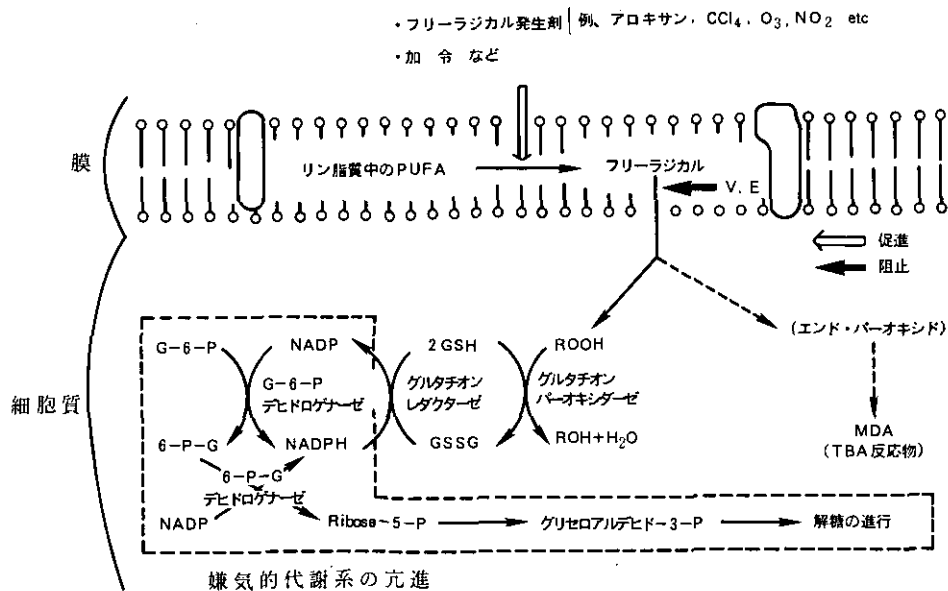 ・フリーラジカル発生剤 例、アロキサン, CCl4, O3, NO2 etc
・加 令 など
膜
リン脂質中のPUFA
フリーラジカル
V. E
促進
阻止
(エンド・パーオキシド)
G-6-P
NADP
2GSH
ROOH
G-6-P
デヒドロゲナーゼ
グルタチオン
レダクターゼ
グルタチオン
パーオキシダーゼ
細胞質
6-P-G
NADPH
GSSG
ROH+H2O
MDA
(TBA反応物)
6-P-G
デヒドロゲナーゼ
NADP
Ribose-5-P
グリセロアルデヒド-3-P
解糖の進行
嫌気的代謝系の亢進